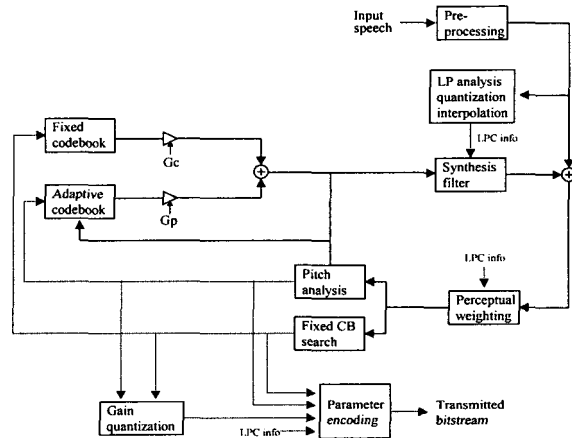 Input
speech
Pre-
processing
LP analysis
quantization
interpolation
LPC info
Fixed
codebook
Gc
Synthesis
filter
Adaptive
codebook
Gp
LPC info
Pitch
analysis
Perceptual
weighting
Fixed CB
search
Gain
quantization
Parameter
encoding
Transmitted
bitstream
LPC info